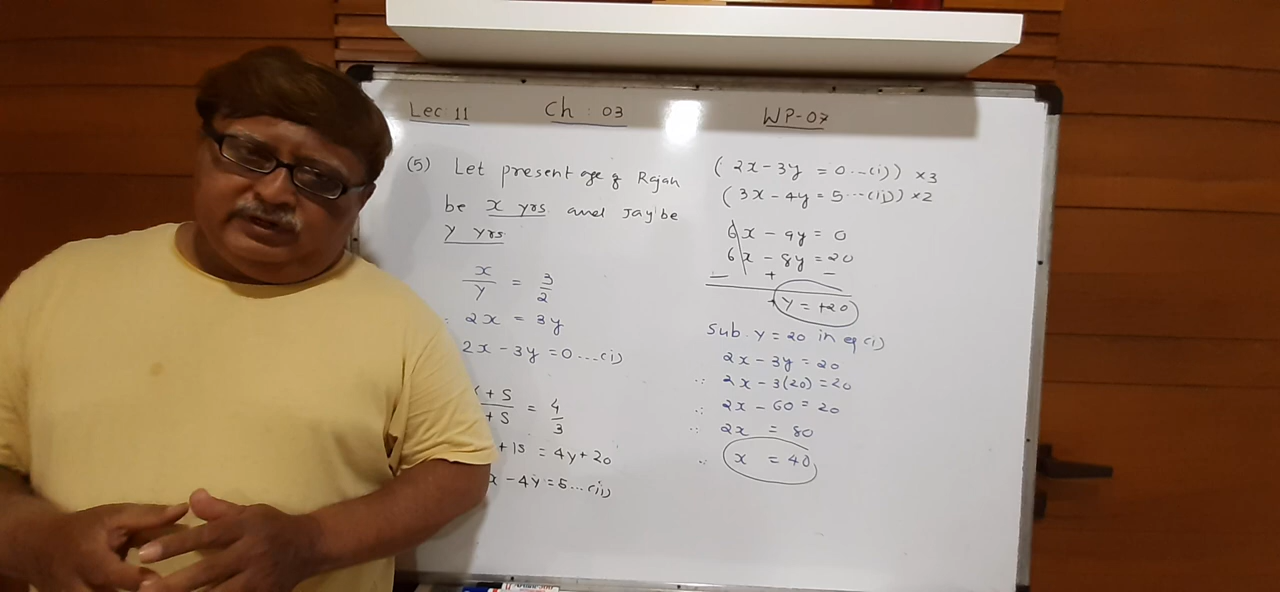 Lec: 11 Ch: 03 WP-07
(5) Let present age of Rajan
be x yrs and Jay be
y yrs
x/y = 3/2
2x = 3y
2x - 3y = 0 ... (i)
+ 5 / + 5 = 4/3
+ 15 = 4y + 20
x - 4y = 5 ... (ii)
( 2x - 3y = 0 ... (i) ) × 3
( 3x - 4y = 5 ... (ii) ) × 2
6x - 9y = 0
6x - 8y = 20
- + -
y = +20
Sub. y = 20 in eq (i)
2x - 3y = 20
∴ 2x - 3(20) = 20
∴ 2x - 60 = 20
∴ 2x = 80
∴ x = 40